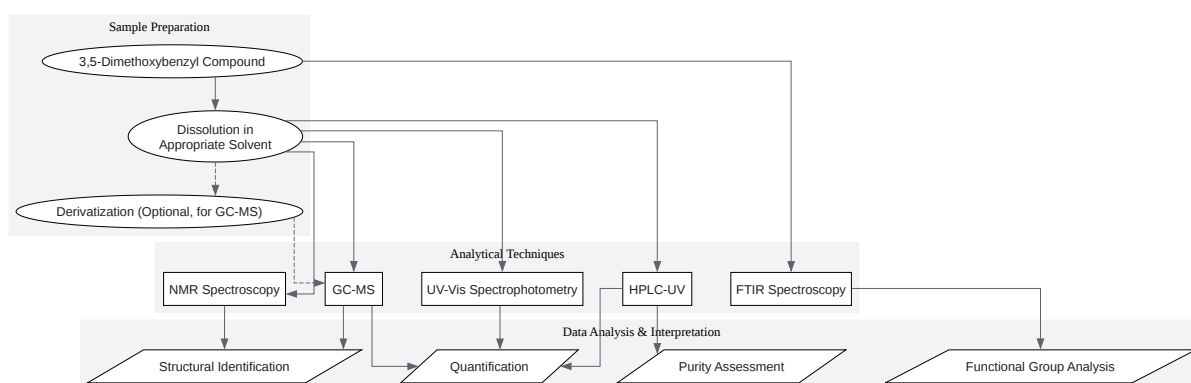 Sample Preparation
3,5-Dimethoxybenzyl Compound
Dissolution in
Appropriate Solvent
Derivatization (Optional, for GC-MS)
Analytical Techniques
NMR Spectroscopy
GC-MS
UV-Vis Spectrophotometry
HPLC-UV
FTIR Spectroscopy
Data Analysis & Interpretation
Structural Identification
Quantification
Purity Assessment
Functional Group Analysis